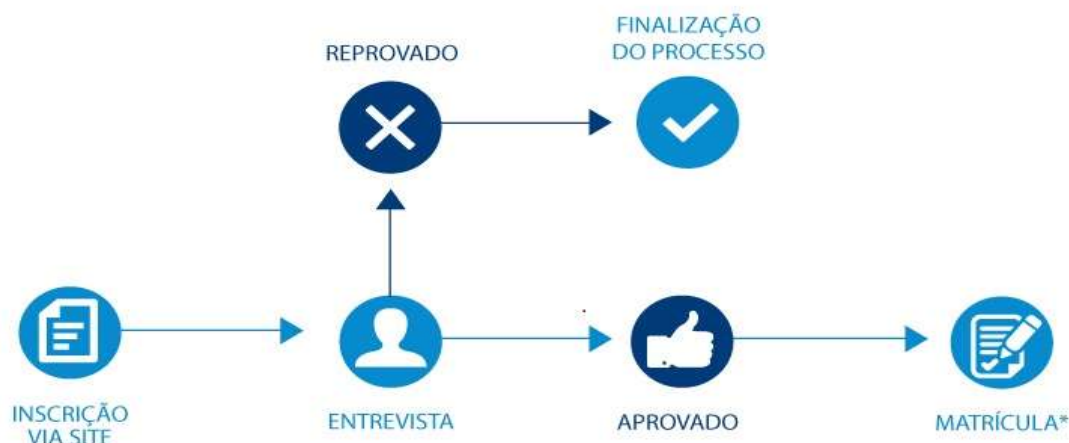 FINALIZAÇÃO
DO PROCESSO
REPROVADO
INSCRIÇÃO
VIA SITE
ENTREVISTA
APROVADO
MATRÍCULA*